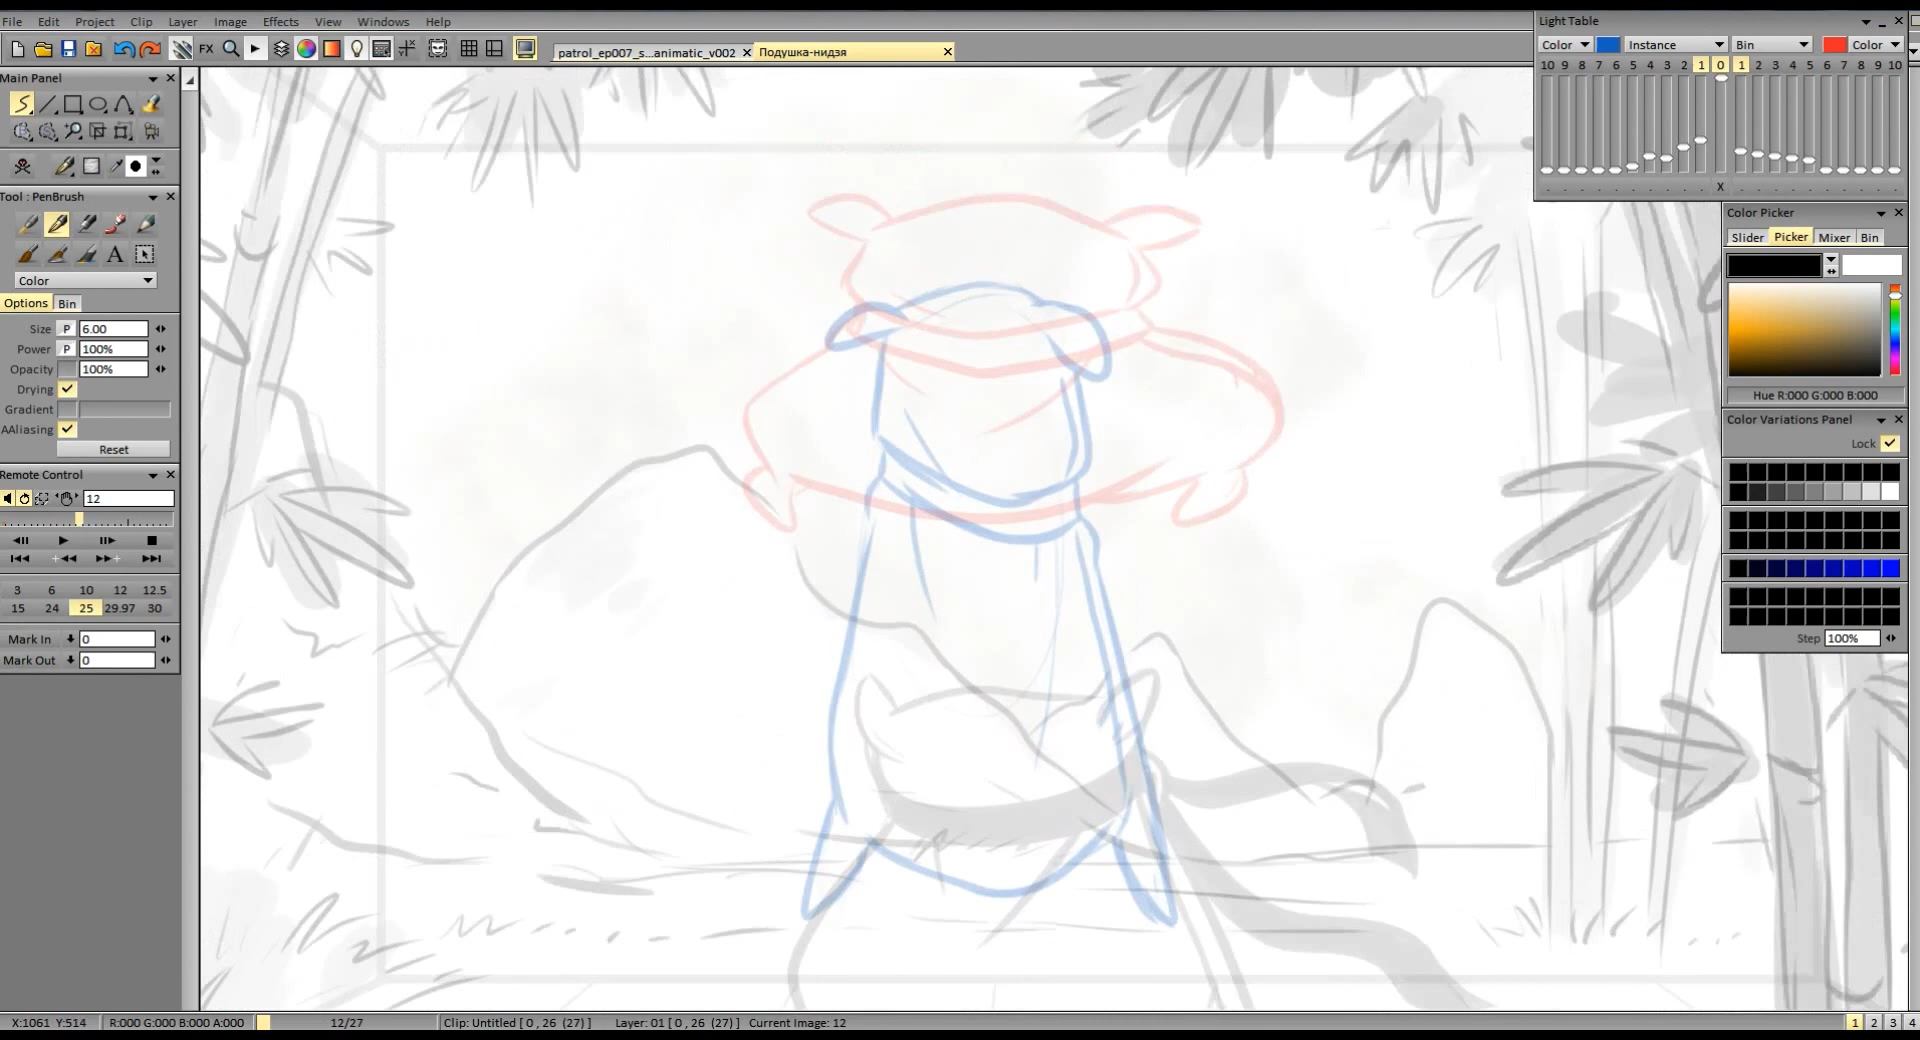 File Edit Project Clip Layer Image Effects View Windows Help
FX
patrol_ep007_s...animatic_v002 Подушка-нидзя
Main Panel
Tool : PenBrush
A
Color
Options Bin
Size P 6.00
Power P 100%
Opacity 100%
Drying
Gradient
AAliasing
Reset
Remote Control
12
3 6 10 12 12.5
15 24 25 29.97 30
Mark In 0
Mark Out 0
Light Table
Color Instance Bin Color
10 9 8 7 6 5 4 3 2 1 0 1 2 3 4 5 6 7 8 9 10
X
Color Picker
Slider Picker Mixer Bin
Hue R:000 G:000 B:000
Color Variations Panel
Lock
Step 100%
X:1061 Y:514 R:000 G:000 B:000 A:000 12/27 Clip: Untitled [ 0 , 26 (27) ] Layer: 01 [ 0 , 26 (27) ] Current Image: 12 1 2 3 4